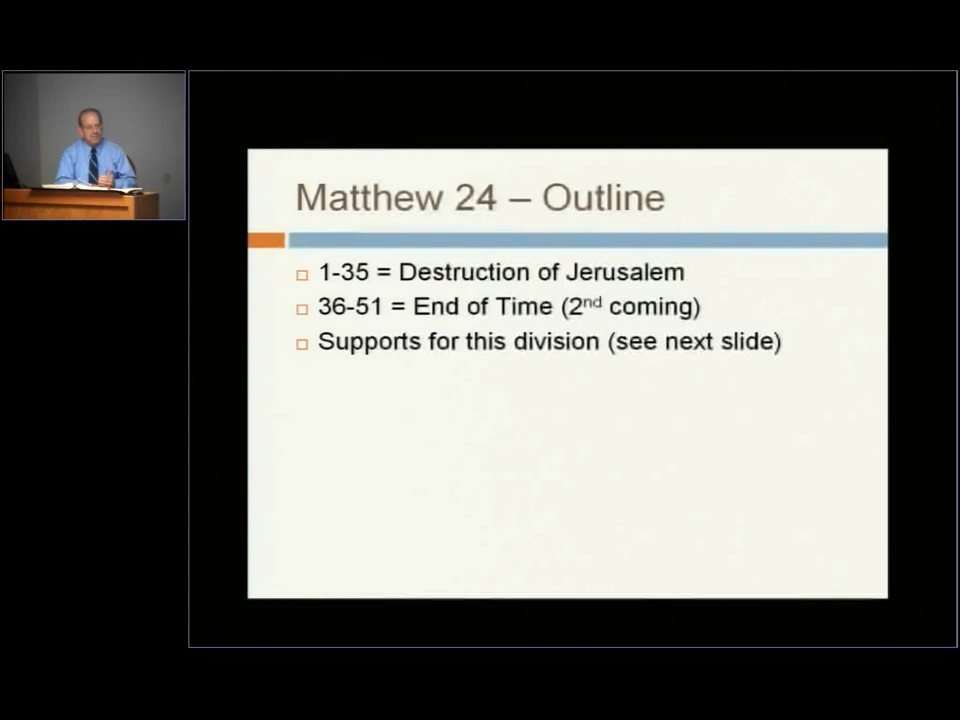 Matthew 24 – Outline
1-35 = Destruction of Jerusalem
36-51 = End of Time (2nd coming)
Supports for this division (see next slide)